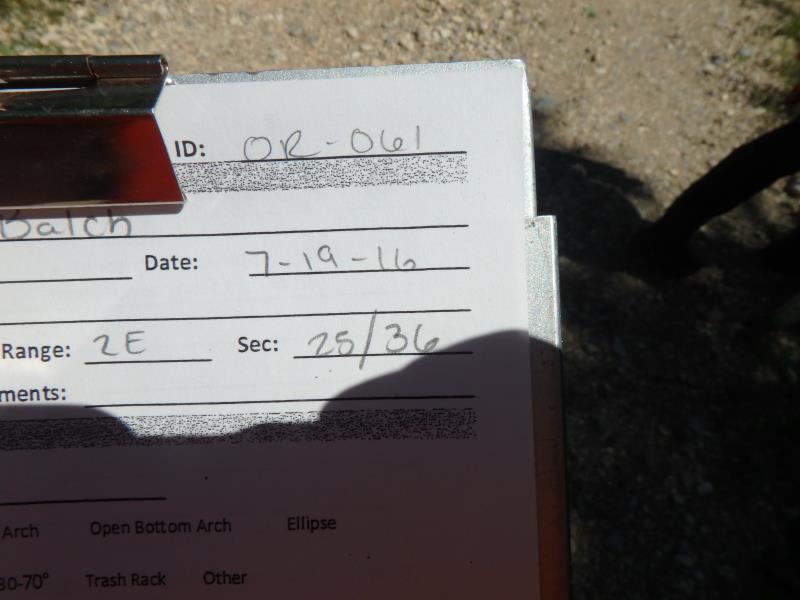 ID: OR-061
Balch
Date: 7-19-16
Range: 2E Sec: 25/36
ments:
Arch Open Bottom Arch Ellipse
30-70° Trash Rack Other